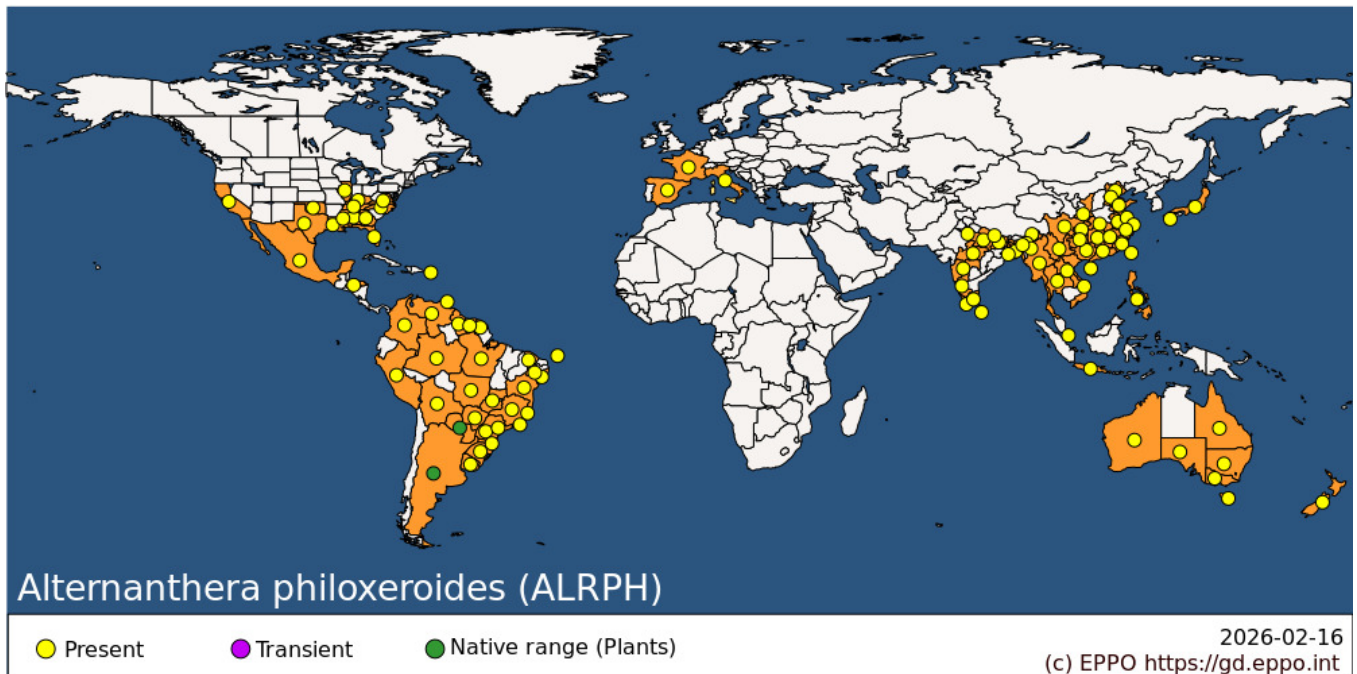 Alternanthera philoxeroides (ALRPH)
Present
Transient
Native range (Plants)
2026-02-16
(c) EPPO https://gd.eppo.int